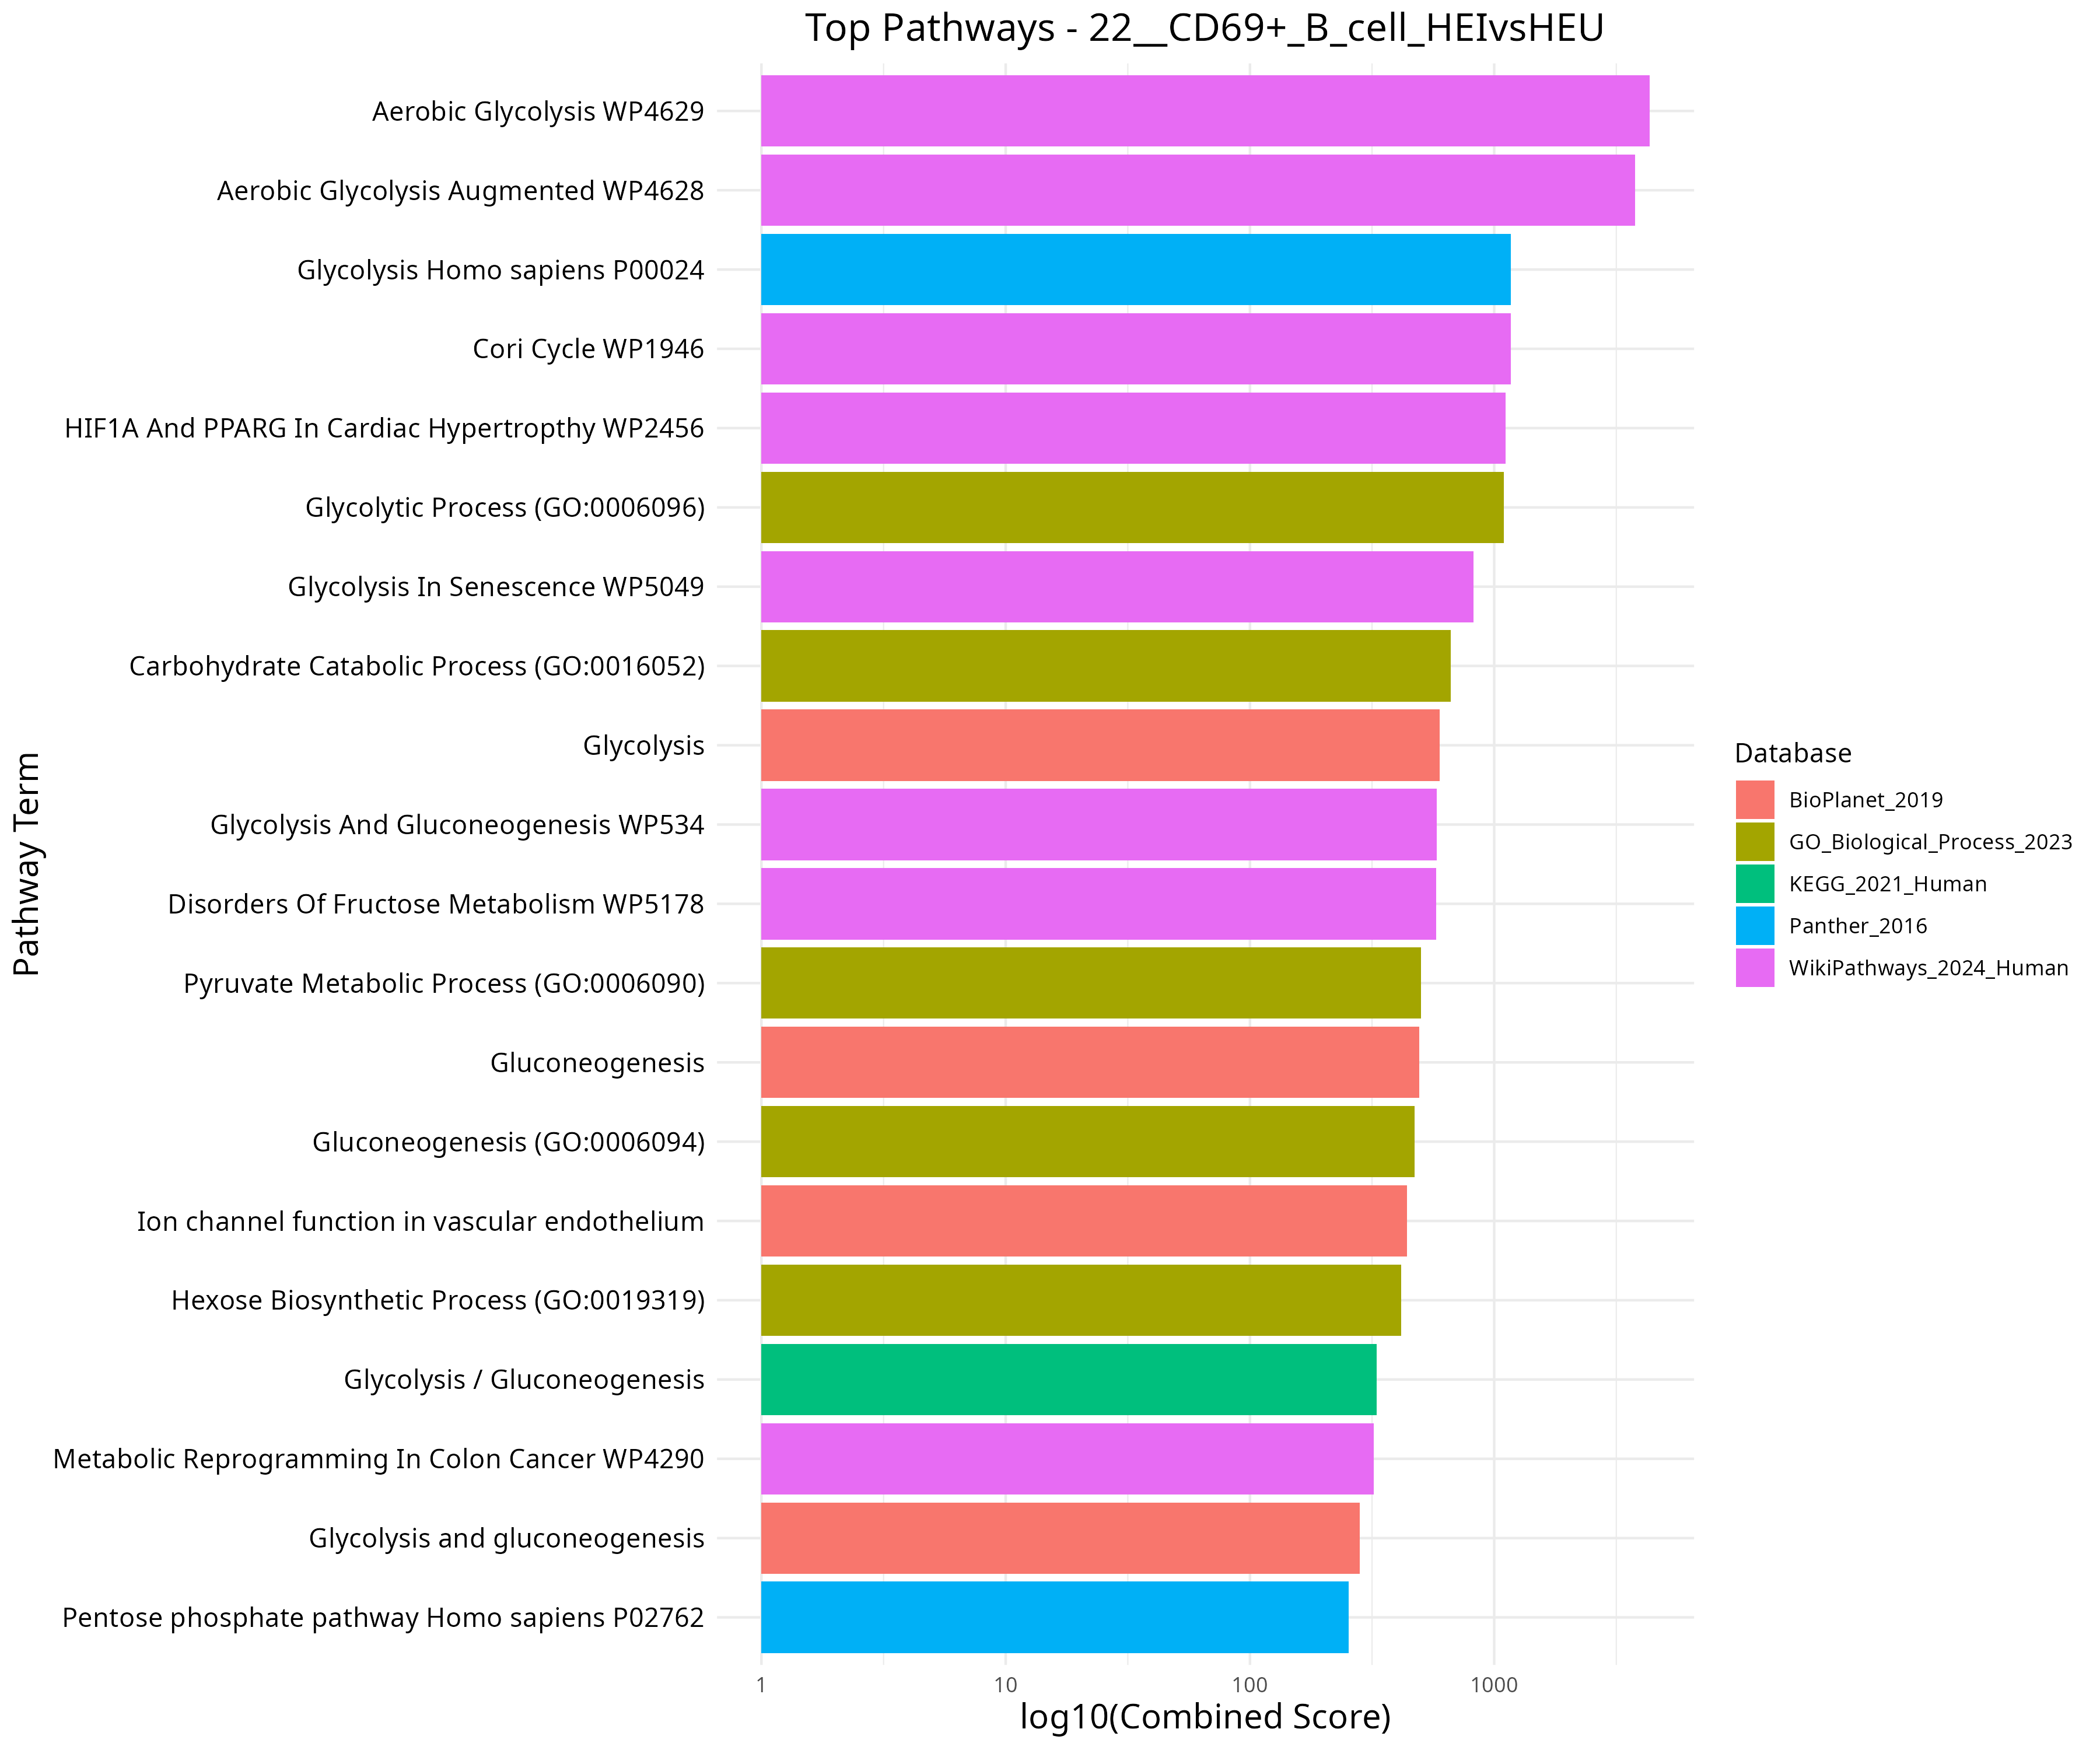 Top Pathways - 22__CD69+_B_cell_HEIvsHEU
Pathway Term
Aerobic Glycolysis WP4629
Aerobic Glycolysis Augmented WP4628
Glycolysis Homo sapiens P00024
Cori Cycle WP1946
HIF1A And PPARG In Cardiac Hypertropthy WP2456
Glycolytic Process (GO:0006096)
Glycolysis In Senescence WP5049
Carbohydrate Catabolic Process (GO:0016052)
Glycolysis
Glycolysis And Gluconeogenesis WP534
Disorders Of Fructose Metabolism WP5178
Pyruvate Metabolic Process (GO:0006090)
Gluconeogenesis
Gluconeogenesis (GO:0006094)
Ion channel function in vascular endothelium
Hexose Biosynthetic Process (GO:0019319)
Glycolysis / Gluconeogenesis
Metabolic Reprogramming In Colon Cancer WP4290
Glycolysis and gluconeogenesis
Pentose phosphate pathway Homo sapiens P02762
1 10 100 1000
log10(Combined Score)
Database
BioPlanet_2019
GO_Biological_Process_2023
KEGG_2021_Human
Panther_2016
WikiPathways_2024_Human